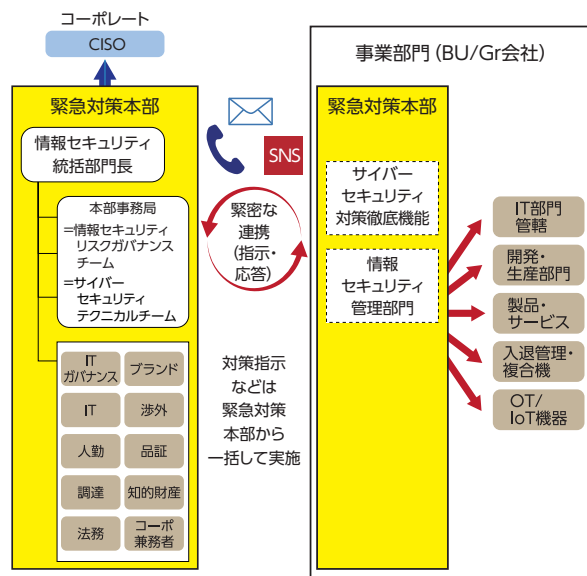 コーポレート
CISO
緊急対策本部
情報セキュリティ
統括部門長
本部事務局
=情報セキュリティ
リスクガバナンス
チーム
=サイバー
セキュリティ
テクニカルチーム
IT
ガバナンス
ブランド
IT
渉外
人勤
品証
調達
知的財産
法務
コーポ
兼務者
SNS
緊密な
連携
(指示・
応答)
対策指示
などは
緊急対策
本部から
一括して実施
事業部門 (BU/Gr会社)
緊急対策本部
サイバー
セキュリティ
対策徹底機能
情報
セキュリティ
管理部門
IT部門
管轄
開発・
生産部門
製品・
サービス
入退管理・
複合機
OT/
IoT機器